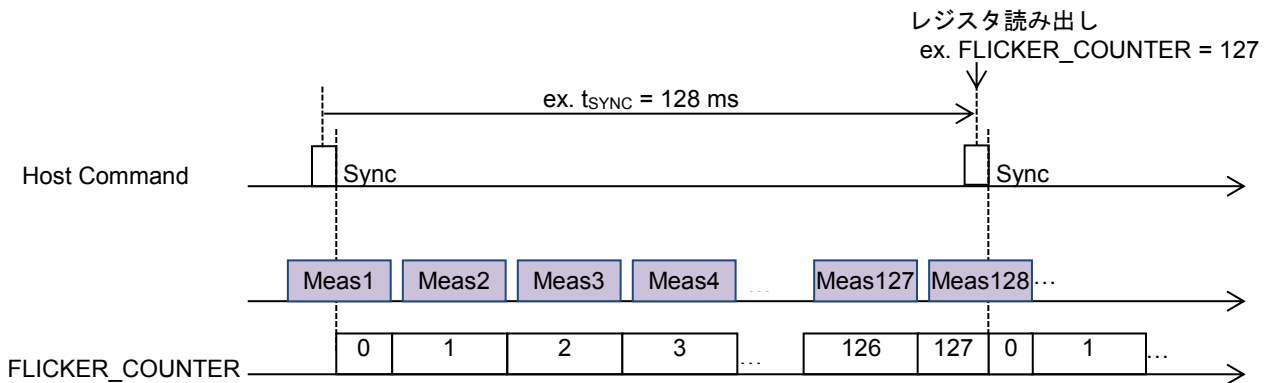 レジスタ読み出し
ex. FLICKER_COUNTER = 127
ex. tSYNC = 128 ms
Host Command
Sync
Sync
Meas1 Meas2 Meas3 Meas4 ... Meas127 Meas128 ...
FLICKER_COUNTER 0 1 2 3 ... 126 127 0 1 ...